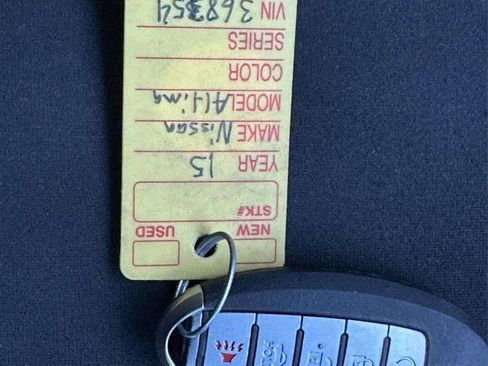 NEW USED
STK#
YEAR 15
MAKE Nissan
MODEL Altima
COLOR
SERIES
VIN 368354